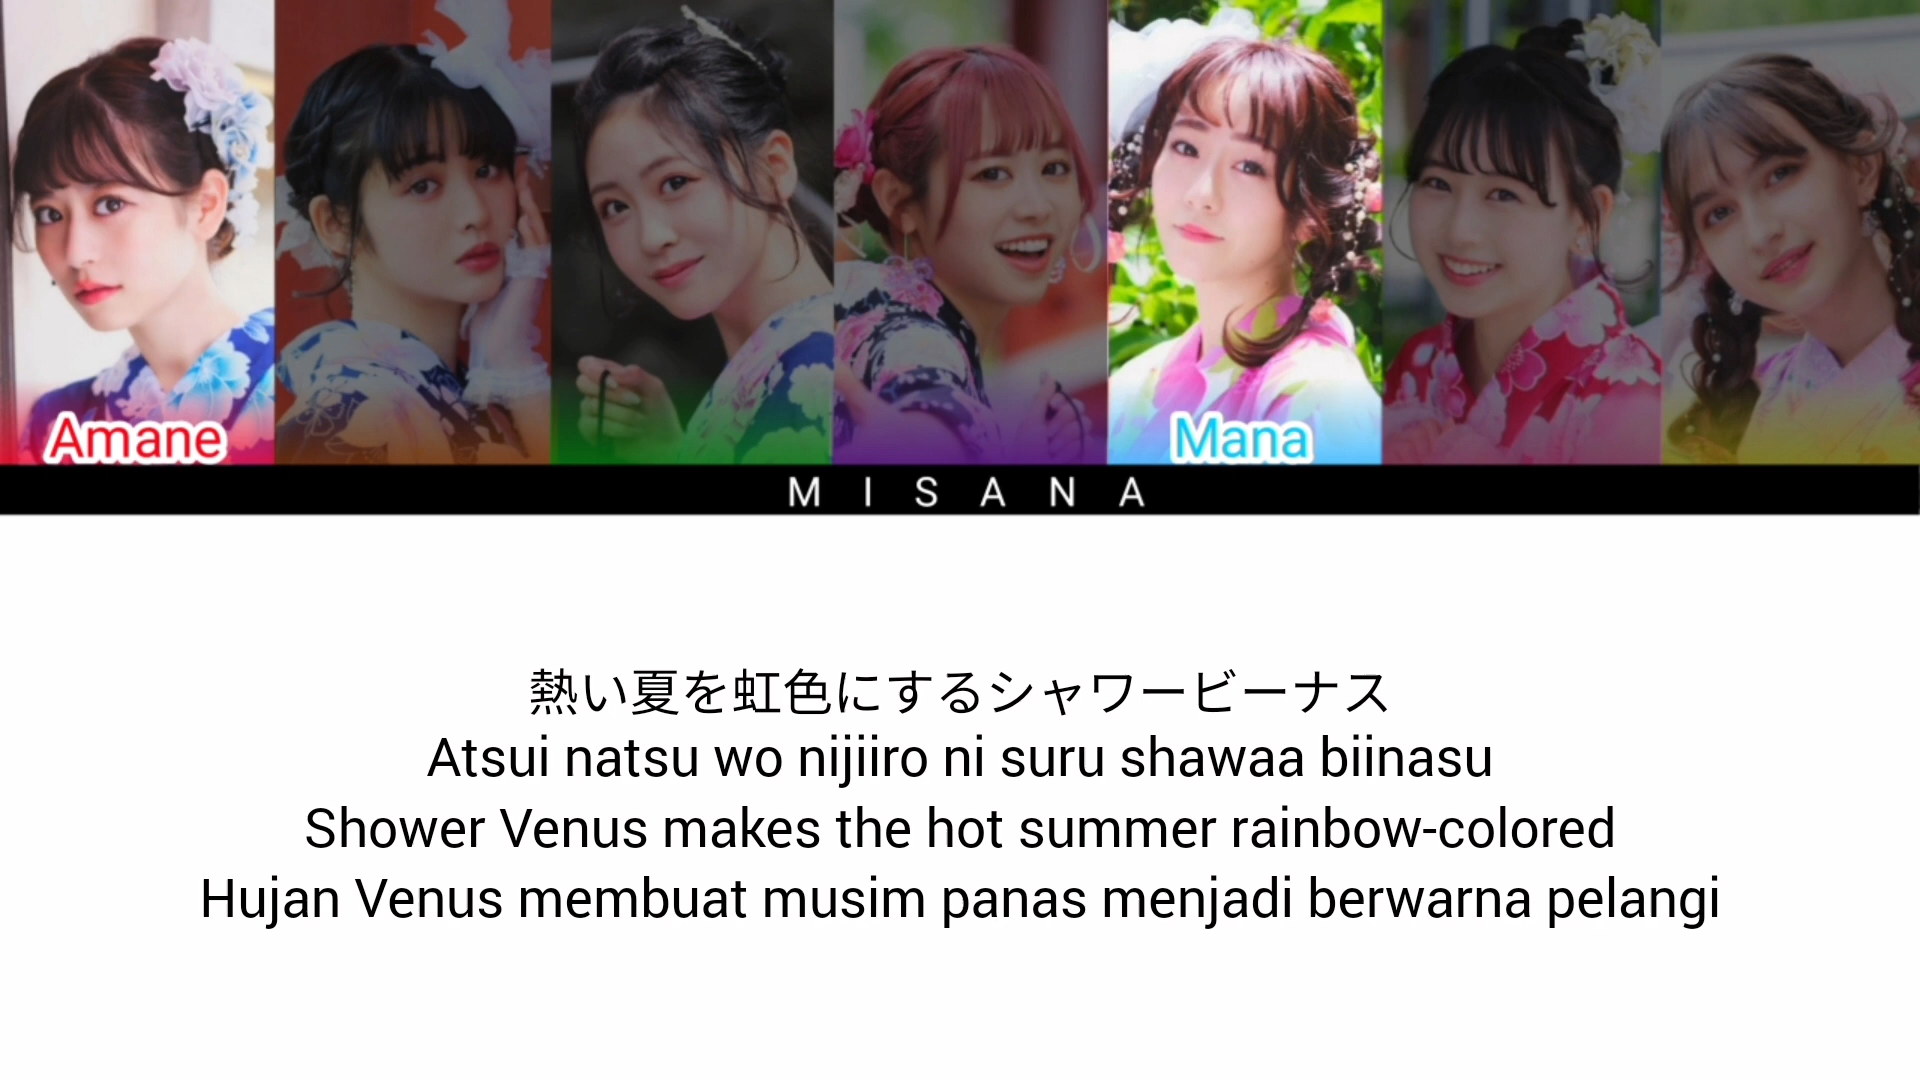 Amane
Mana
MISANA
熱い夏を虹色にするシャワービーナス
Atsui natsu wo nijiiro ni suru shawaa biinasu
Shower Venus makes the hot summer rainbow-colored
Hujan Venus membuat musim panas menjadi berwarna pelangi